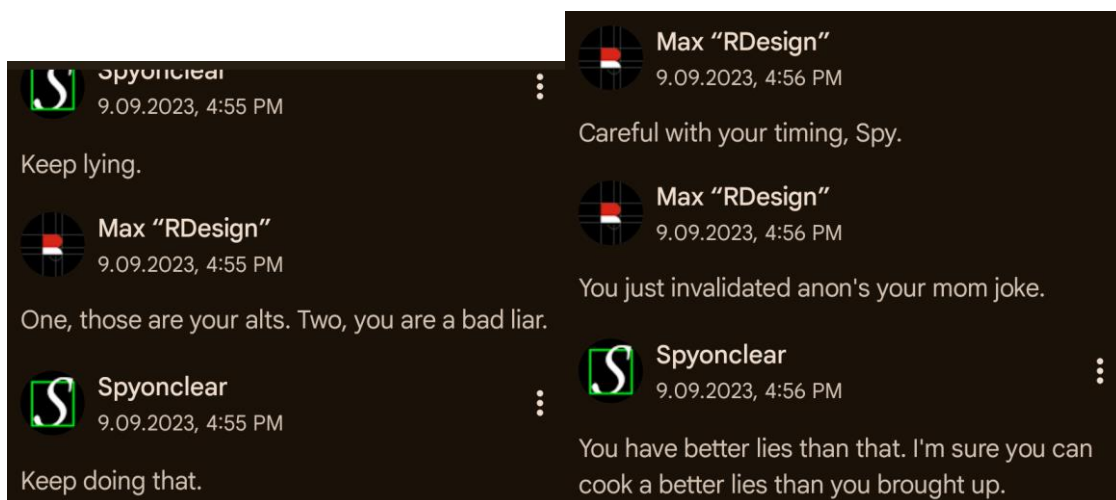 Spyonclear
9.09.2023, 4:55 PM
Keep lying.
Max “RDesign”
9.09.2023, 4:55 PM
One, those are your alts. Two, you are a bad liar.
Spyonclear
9.09.2023, 4:55 PM
Keep doing that.
Max “RDesign”
9.09.2023, 4:56 PM
Careful with your timing, Spy.
Max “RDesign”
9.09.2023, 4:56 PM
You just invalidated anon's your mom joke.
Spyonclear
9.09.2023, 4:56 PM
You have better lies than that. I'm sure you can
cook a better lies than you brought up.